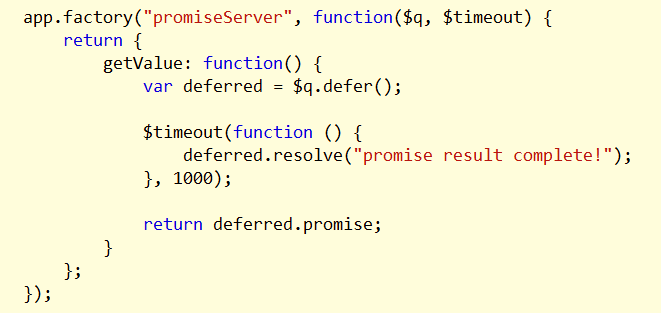 app.factory("promiseServer", function($q, $timeout) {
    return {
        getValue: function() {
            var deferred = $q.defer();

            $timeout(function () {
                deferred.resolve("promise result complete!");
            }, 1000);

            return deferred.promise;
        }
    };
});